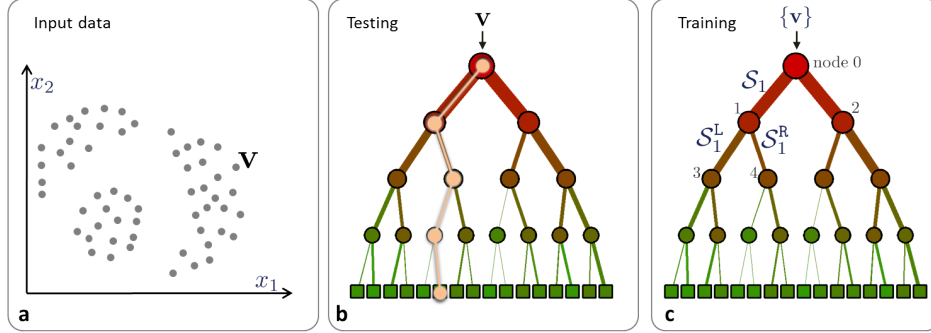 Input data
x₂
v
x₁
a
Testing
v
b
Training
{v}
node 0
S₁
1
2
S₁ᴸ
S₁ᴿ
3
4
c